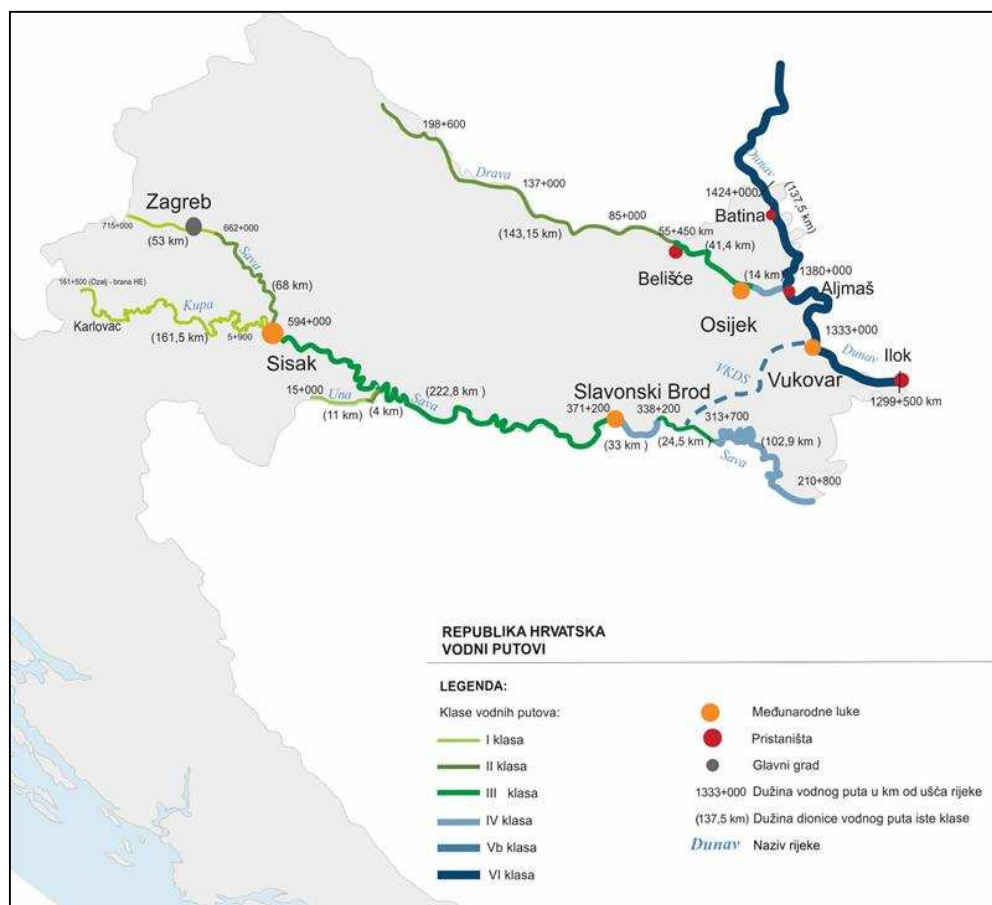 198+600
Drava
137+000
Dunav
1424+000
(137,5 km)
Zagreb
715+000
(53 km)
662+000
85+000
(143,15 km)
55+450 km
(41,4 km)
Batina
Sava
(68 km)
Belišće
(14 km)
1380+000
Aljmaš
161+500 (Ozalj - brana HE)
Kupa
Karlovac
(161,5 km)
5+900
594+000
Sisak
Osijek
1333+000
Ilok
Dunav
Vukovar
VKDS
1299+500 km
15+000
Una
(11 km)
(4 km)
Sava
(222,8 km )
Slavonski Brod
371+200
338+200
313+700
(33 km)
(24,5 km)
(102,9 km )
Sava
210+800
REPUBLIKA HRVATSKA
VODNI PUTOVI
LEGENDA:
Klase vodnih putova:
I klasa
II klasa
III klasa
IV klasa
Vb klasa
VI klasa
Međunarodne luke
Pristaništa
Glavni grad
1333+000 Dužina vodnog puta u km od ušća rijeke
(137,5 km) Dužina dionice vodnog puta iste klase
Dunav Naziv rijeke